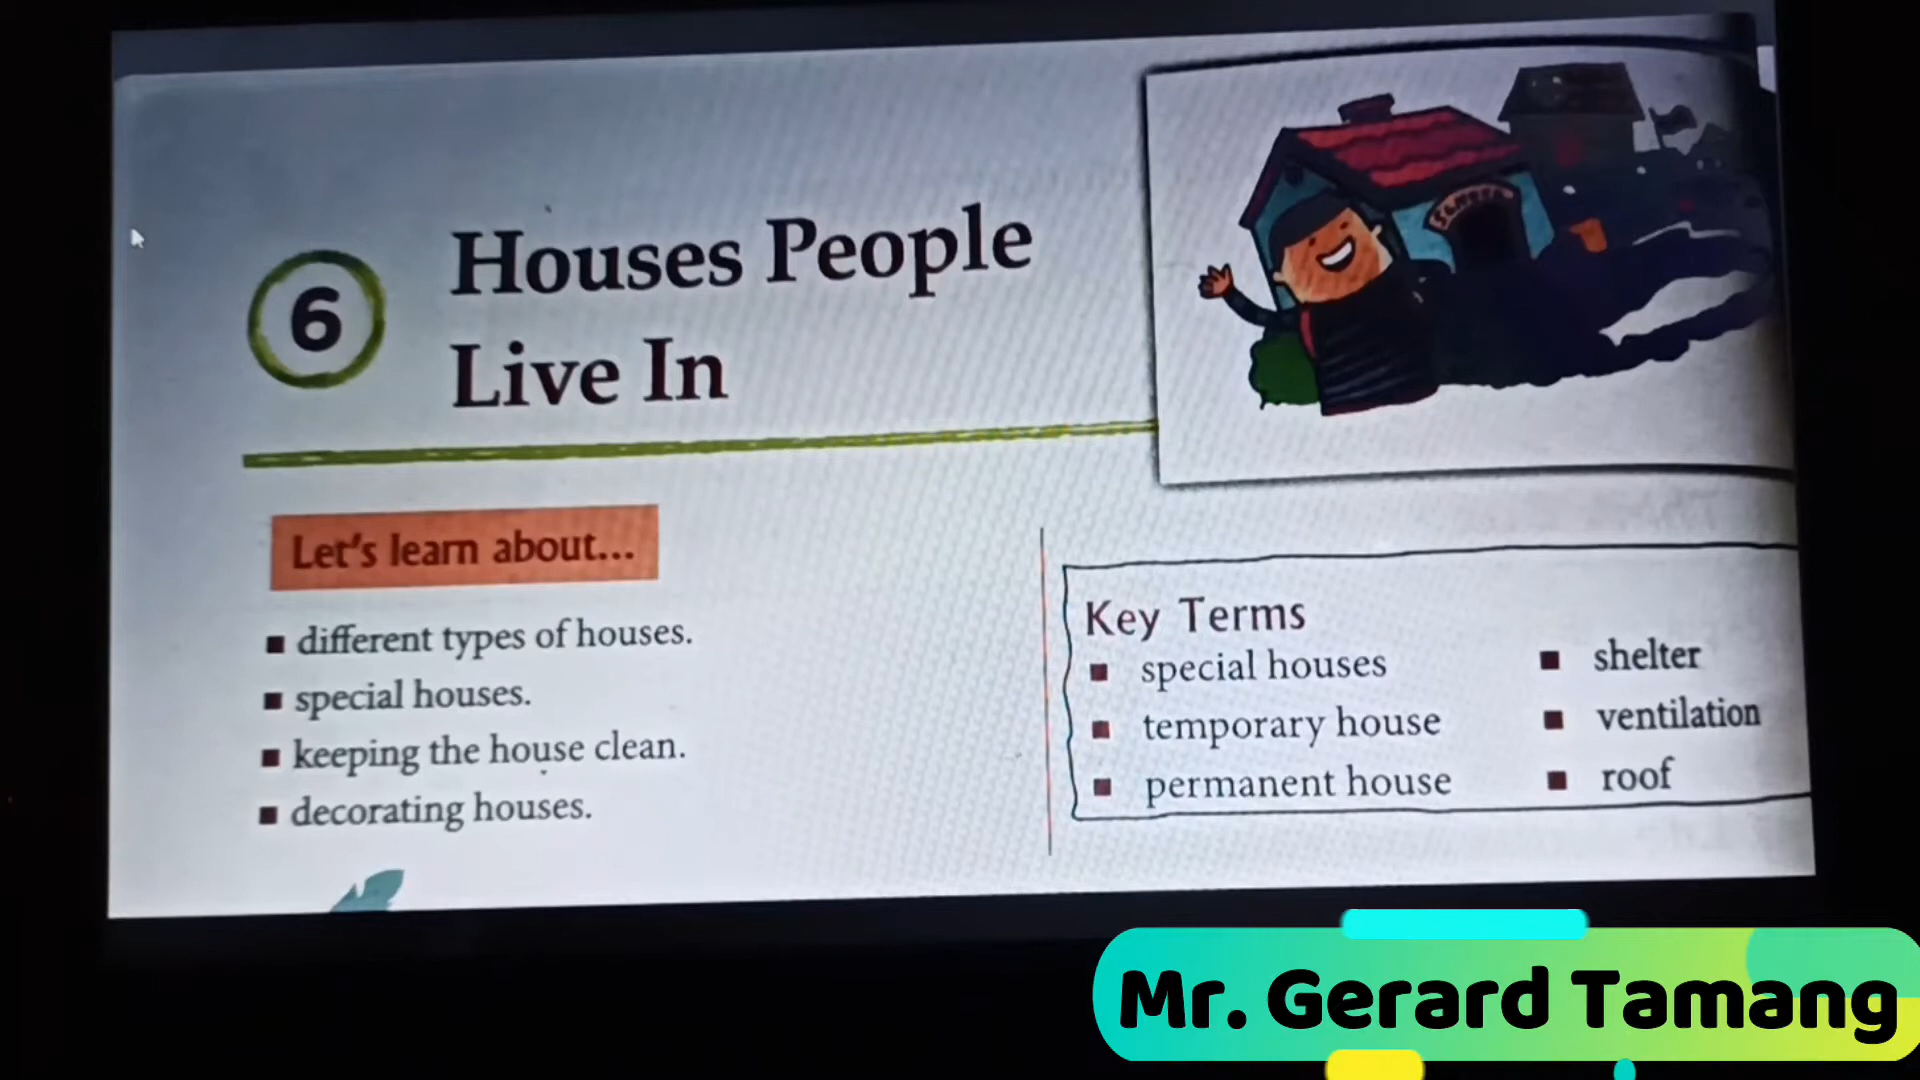 6
Houses People
Live In
SCHOOL
Let's learn about...
■ different types of houses.
■ special houses.
■ keeping the house clean.
■ decorating houses.
Key Terms
■ special houses
■ temporary house
■ permanent house
■ shelter
■ ventilation
■ roof
Mr. Gerard Tamang